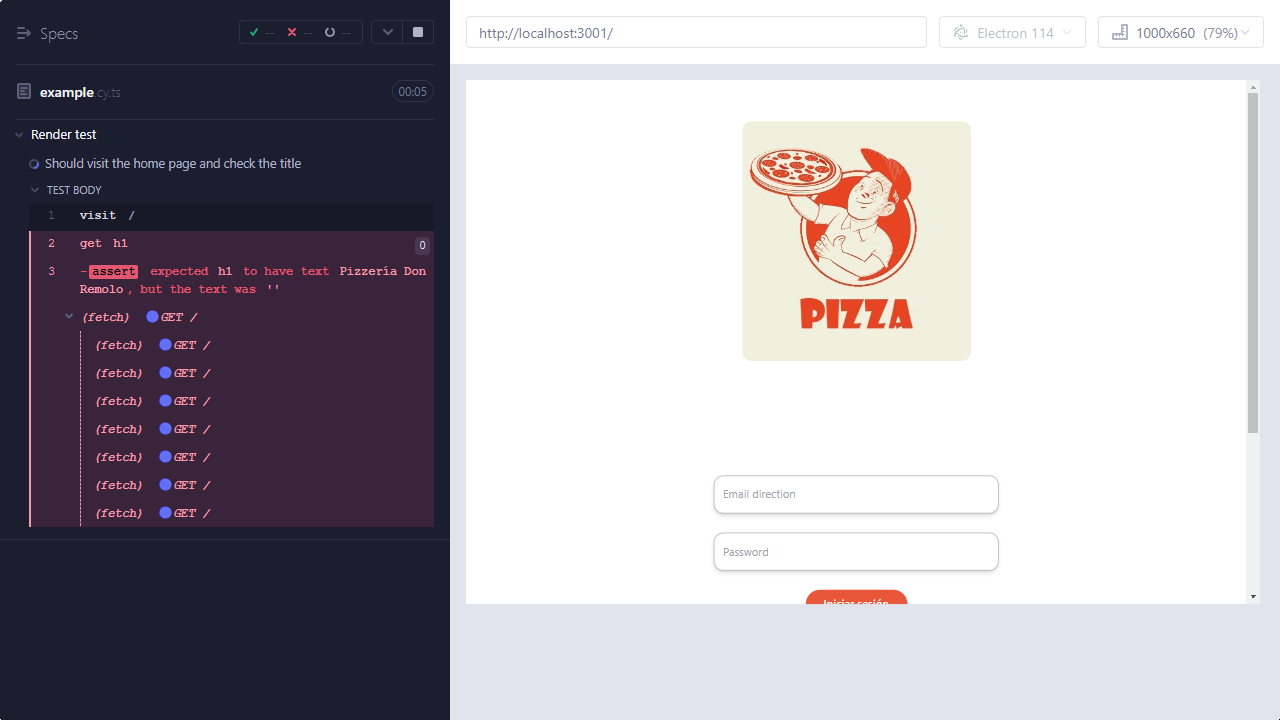 Specs
-- -- --
example.cy.ts 00:05
Render test
Should visit the home page and check the title
TEST BODY
1 visit /
2 get h1 0
3 -assert expected h1 to have text Pizzería Don
Remolo, but the text was ''
(fetch) GET /
(fetch) GET /
(fetch) GET /
(fetch) GET /
(fetch) GET /
(fetch) GET /
(fetch) GET /
(fetch) GET /
http://localhost:3001/
Electron 114
1000x660 (79%)
PIZZA
Email direction
Password
Iniciar sesión